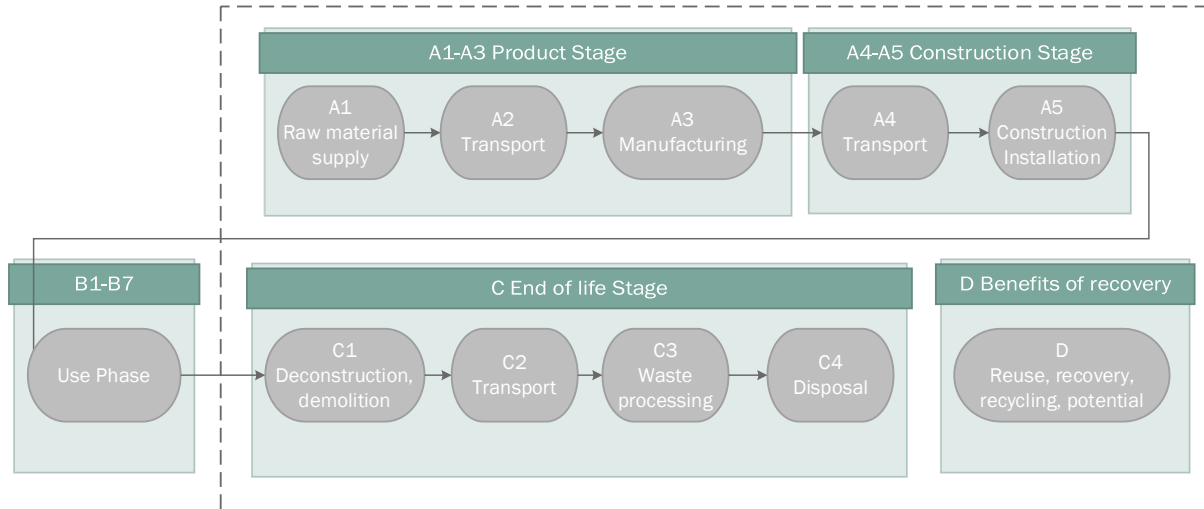 A1-A3 Product Stage
A1
Raw material
supply
A2
Transport
A3
Manufacturing
A4-A5 Construction Stage
A4
Transport
A5
Construction
Installation
B1-B7
Use Phase
C End of life Stage
C1
Deconstruction,
demolition
C2
Transport
C3
Waste
processing
C4
Disposal
D Benefits of recovery
D
Reuse, recovery,
recycling, potential